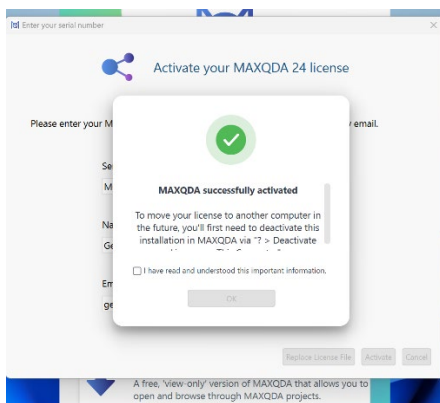 Enter your serial number
Activate your MAXQDA 24 license
Please enter your M
email.
Se
M
MAXQDA successfully activated
Na
To move your license to another computer in
the future, you'll first need to deactivate this
Ge
installation in MAXQDA via "? > Deactivate
I have read and understood this important information.
Em
OK
ge
Replace License File Activate Cancel
A free, 'view-only' version of MAXQDA that allows you to
open and browse through MAXQDA projects.